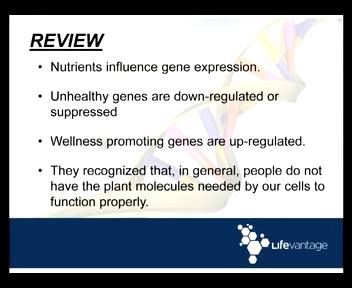 REVIEW
• Nutrients influence gene expression.
• Unhealthy genes are down-regulated or
suppressed
• Wellness promoting genes are up-regulated.
• They recognized that, in general, people do not
have the plant molecules needed by our cells to
function properly.
Lifevantage